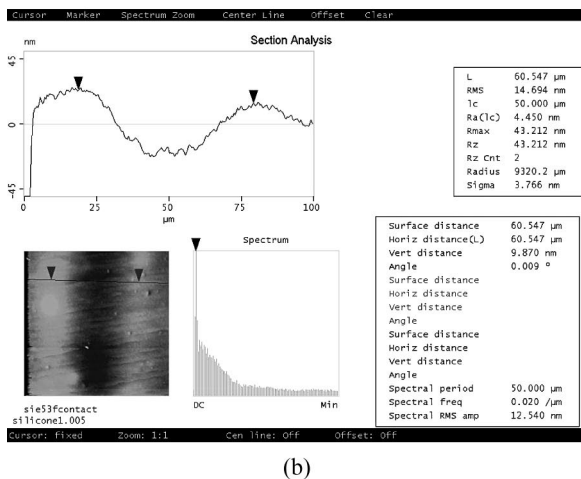 Cursor Marker Spectrum Zoom Center Line Offset Clear
Section Analysis
nm
45
0
-45
0 25 50 75 100
µm
L 60.547 µm
RMS 14.694 nm
lc 50.000 µm
Ra(lc) 4.450 nm
Rmax 43.212 nm
Rz 43.212 nm
Rz Cnt 2
Radius 9320.2 µm
Sigma 3.766 nm
Spectrum
DC Min
sie53fcontact
silicone1.005
Surface distance 60.547 µm
Horiz distance(L) 60.547 µm
Vert distance 9.870 nm
Angle 0.009 º
Surface distance
Horiz distance
Vert distance
Angle
Surface distance
Horiz distance
Vert distance
Angle
Spectral period 50.000 µm
Spectral freq 0.020 /µm
Spectral RMS amp 12.540 nm
Cursor: fixed Zoom: 1:1 Cen line: Off Offset: Off
(b)